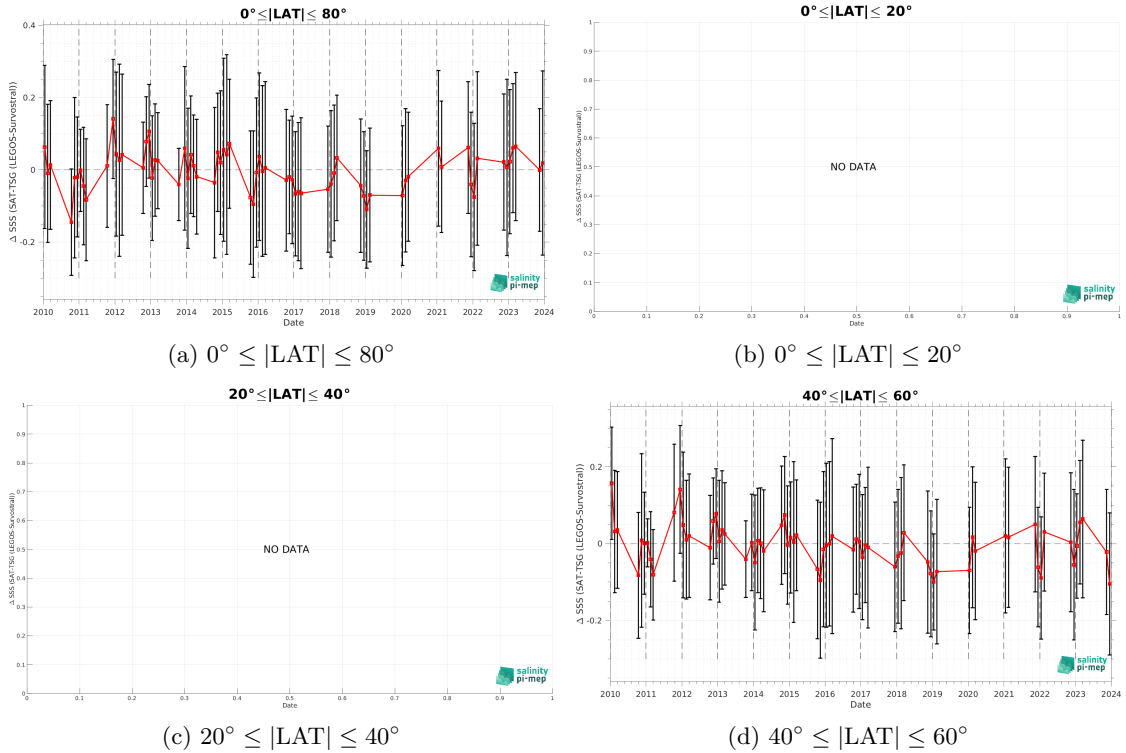 0°≤|LAT|≤ 80°
Δ SSS (SAT-TSG (LEGOS-Survostral))
0.4
0.2
0
-0.2
2010 2011 2012 2013 2014 2015 2016 2017 2018 2019 2020 2021 2022 2023 2024
Date
salinity
pi-mep
(a) 0° ≤ |LAT| ≤ 80°
0°≤|LAT|≤ 20°
Δ SSS (SAT-TSG (LEGOS-Survostral))
1
0.9
0.8
0.7
0.6
0.5
0.4
0.3
0.2
0.1
0
NO DATA
0 0.1 0.2 0.3 0.4 0.5 0.6 0.7 0.8 0.9 1
Date
salinity
pi-mep
(b) 0° ≤ |LAT| ≤ 20°
20°≤|LAT|≤ 40°
Δ SSS (SAT-TSG (LEGOS-Survostral))
1
0.9
0.8
0.7
0.6
0.5
0.4
0.3
0.2
0.1
0
NO DATA
0 0.1 0.2 0.3 0.4 0.5 0.6 0.7 0.8 0.9 1
Date
salinity
pi-mep
(c) 20° ≤ |LAT| ≤ 40°
40°≤|LAT|≤ 60°
Δ SSS (SAT-TSG (LEGOS-Survostral))
0.2
0
-0.2
2010 2011 2012 2013 2014 2015 2016 2017 2018 2019 2020 2021 2022 2023 2024
Date
salinity
pi-mep
(d) 40° ≤ |LAT| ≤ 60°